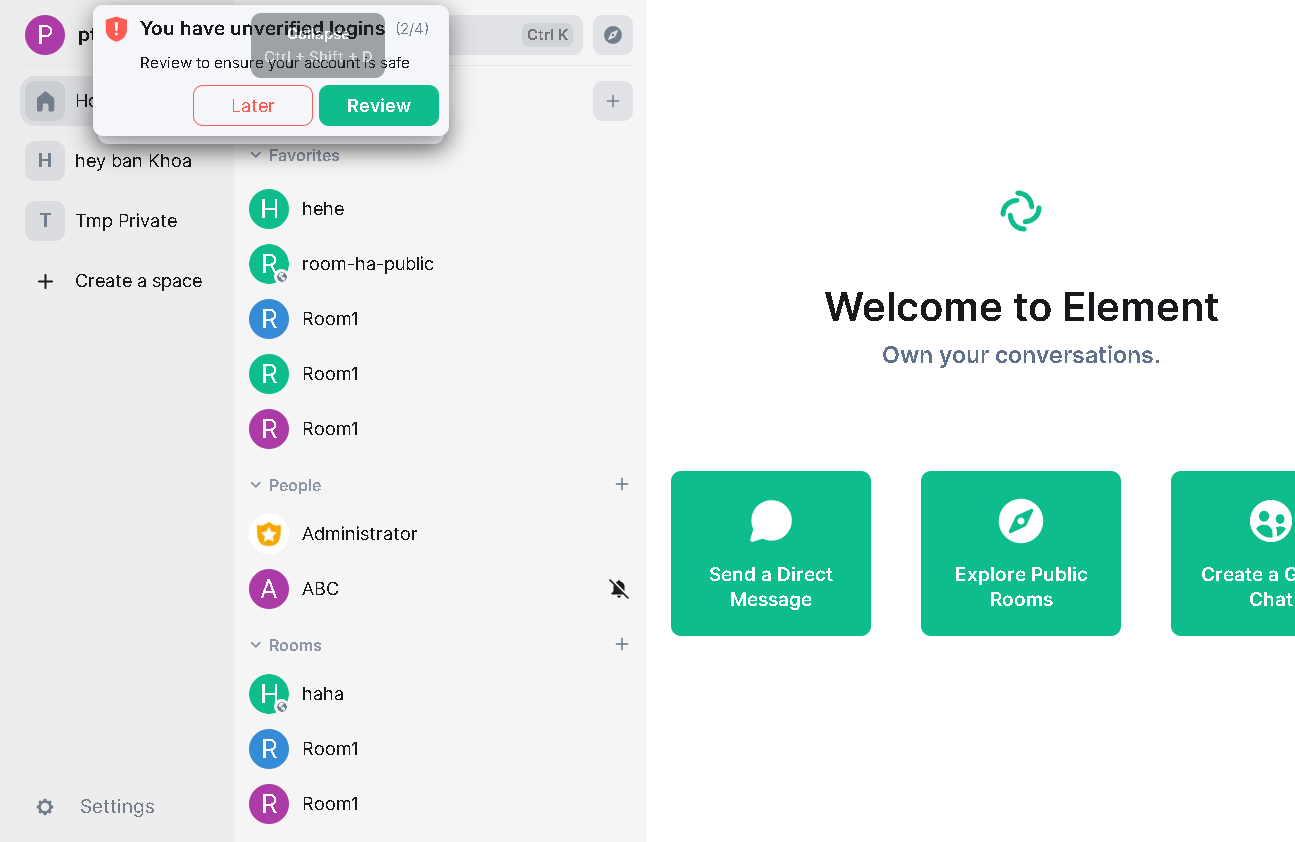 P
pt
You have unverified logins (2/4)
Collapse
Ctrl + Shift + D
Review to ensure your account is safe
Later
Review
Ctrl K
H
hey ban Khoa
T
Tmp Private
Create a space
Settings
Favorites
H
hehe
R
room-ha-public
R
Room1
R
Room1
R
Room1
People
Administrator
A
ABC
Rooms
H
haha
R
Room1
R
Room1
Welcome to Element
Own your conversations.
Send a Direct
Message
Explore Public
Rooms
Create a G
Chat